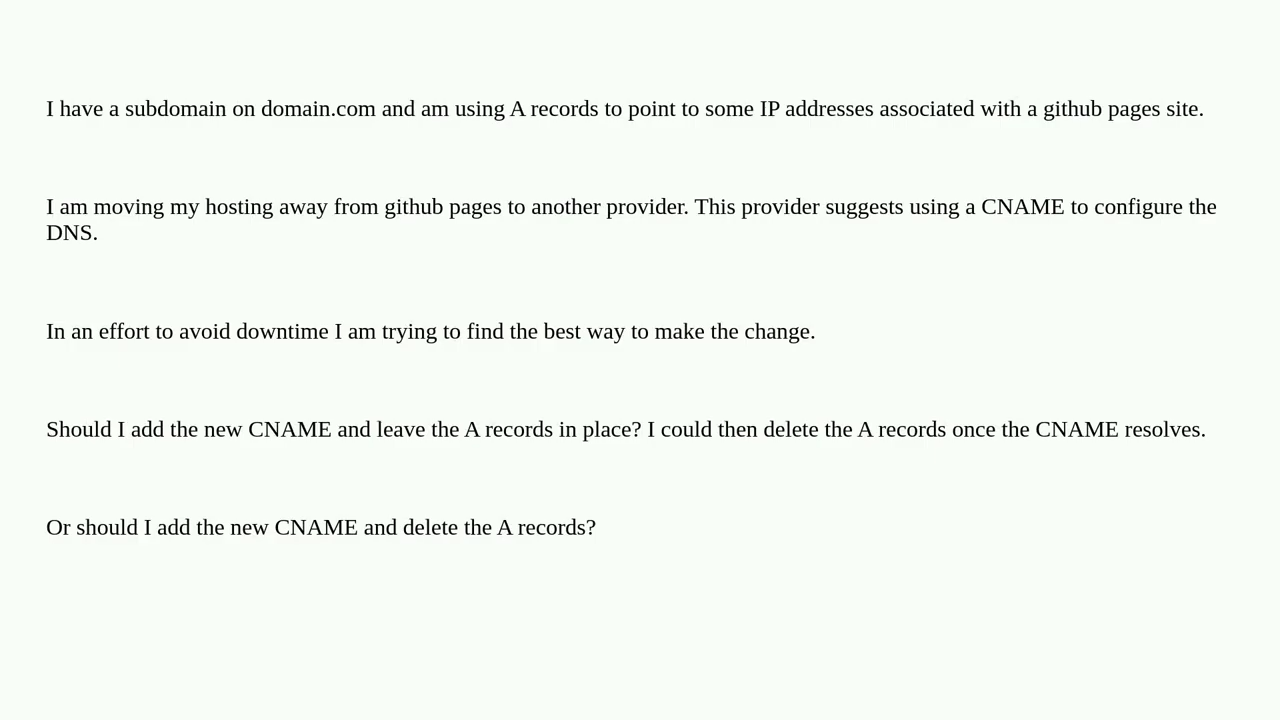 I have a subdomain on domain.com and am using A records to point to some IP addresses associated with a github pages site.
I am moving my hosting away from github pages to another provider. This provider suggests using a CNAME to configure the
DNS.
In an effort to avoid downtime I am trying to find the best way to make the change.
Should I add the new CNAME and leave the A records in place? I could then delete the A records once the CNAME resolves.
Or should I add the new CNAME and delete the A records?